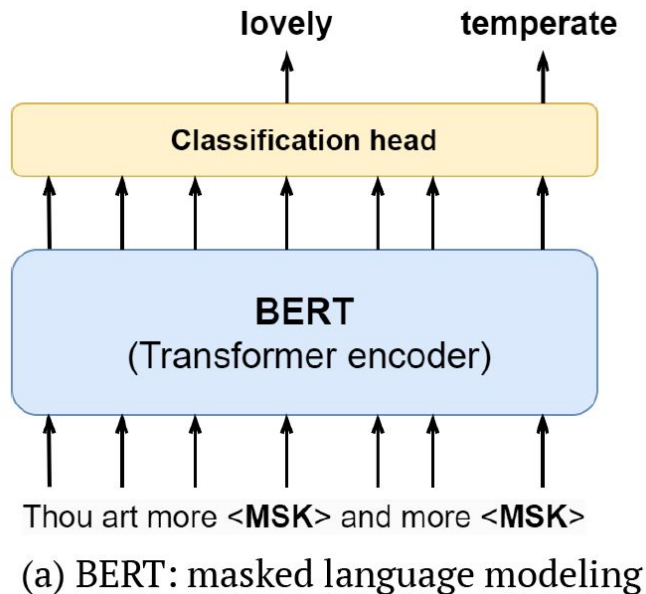 lovely temperate
Classification head
BERT
(Transformer encoder)
Thou art more <MSK> and more <MSK>
(a) BERT: masked language modeling